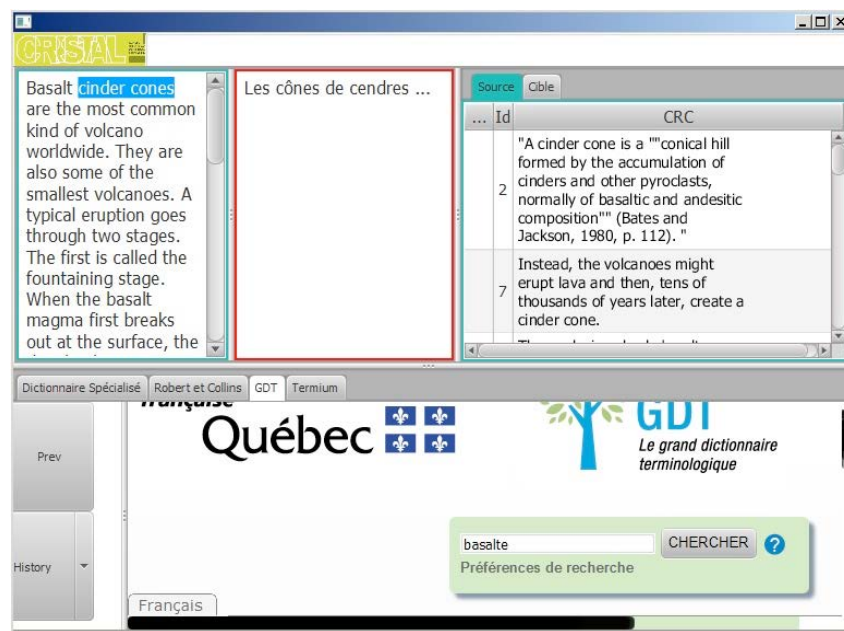 CRISTAL
Basalt cinder cones
are the most common
kind of volcano
worldwide. They are
also some of the
smallest volcanoes. A
typical eruption goes
through two stages.
The first is called the
fountaining stage.
When the basalt
magma first breaks
out at the surface, the
Les cônes de cendres ...
Source Cible
... Id CRC
2
"A cinder cone is a ""conical hill
formed by the accumulation of
cinders and other pyroclasts,
normally of basaltic and andesitic
composition"" (Bates and
Jackson, 1980, p. 112). "
7
Instead, the volcanoes might
erupt lava and then, tens of
thousands of years later, create a
cinder cone.
Dictionnaire Spécialisé Robert et Collins GDT Termium
Prev
History
française
Québec
GDT
Le grand dictionnaire
terminologique
basalte CHERCHER ?
Préférences de recherche
Français